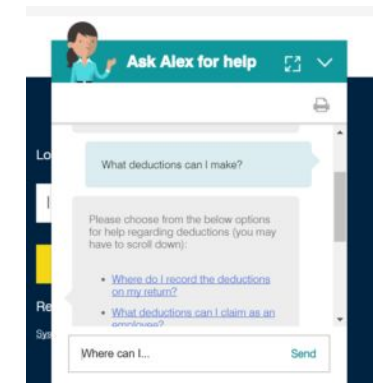 Ask Alex for help
Lo
What deductions can I make?
Please choose from the below options
for help regarding deductions (you may
have to scroll down):
Where do I record the deductions
on my return?
What deductions can I claim as an
employee?
Re
Sys
Where can I...
Send